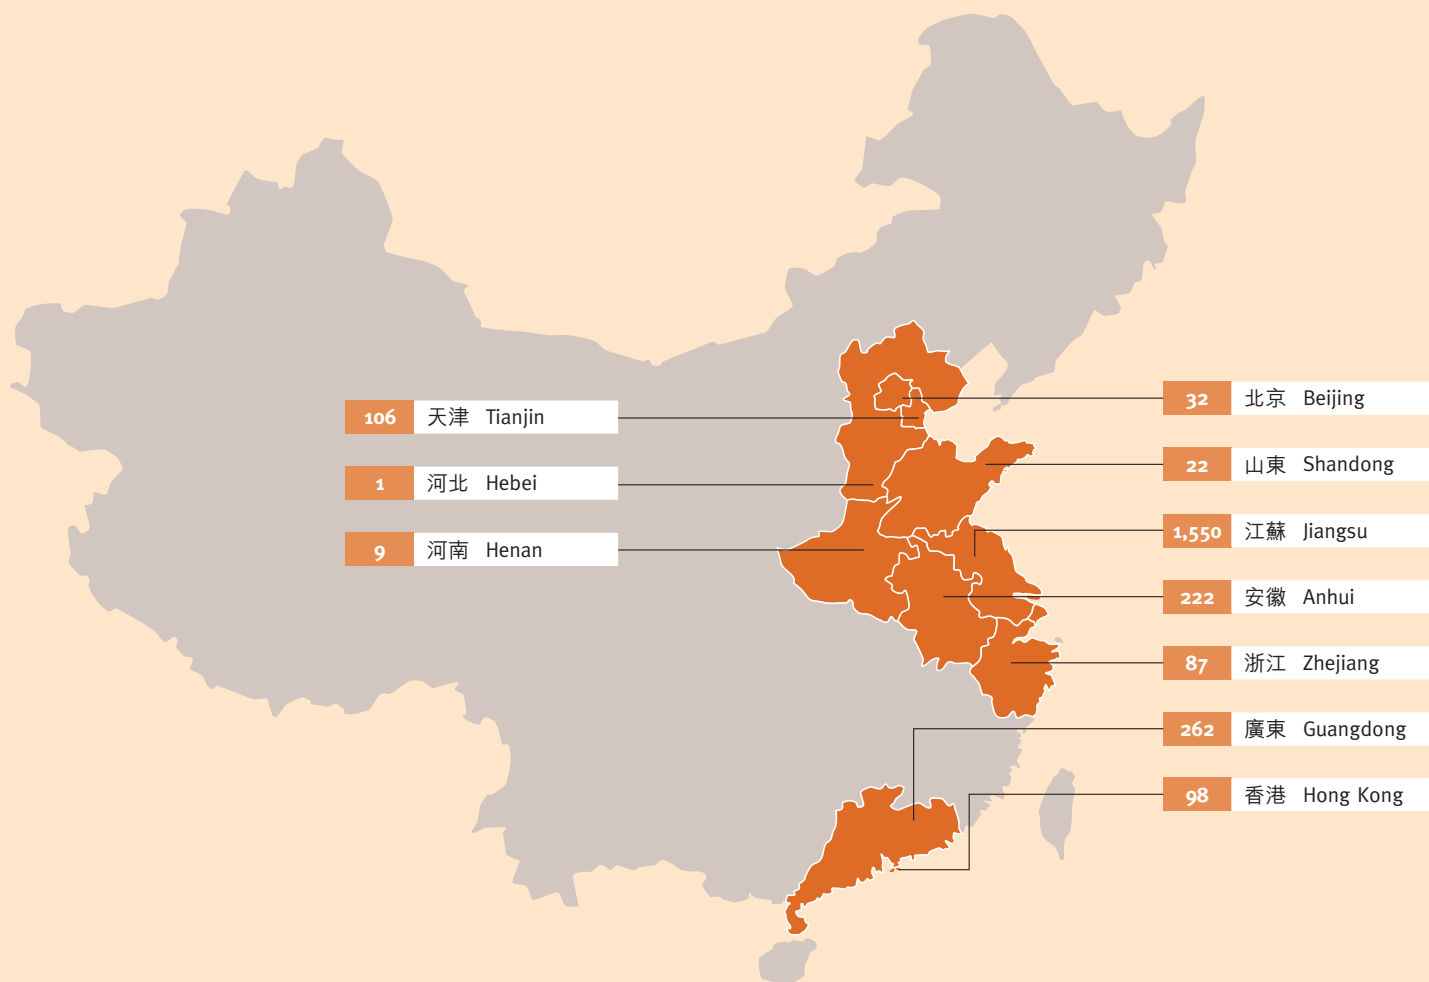 106 天津 Tianjin
1 河北 Hebei
9 河南 Henan
32 北京 Beijing
22 山東 Shandong
1,550 江蘇 Jiangsu
222 安徽 Anhui
87 浙江 Zhejiang
262 廣東 Guangdong
98 香港 Hong Kong